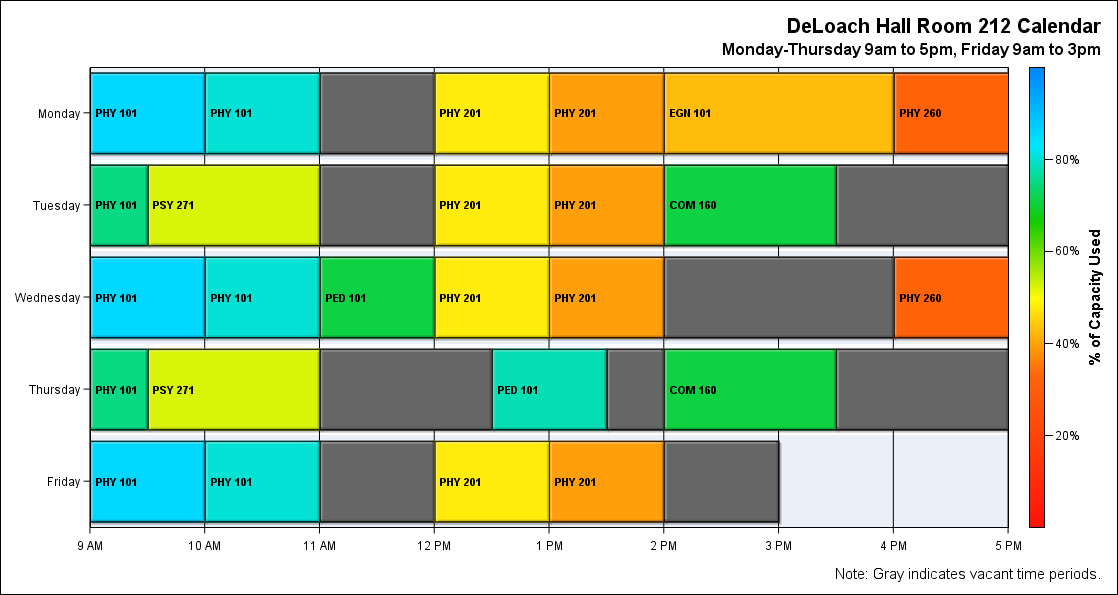 DeLoach Hall Room 212 Calendar
Monday-Thursday 9am to 5pm, Friday 9am to 3pm
Monday
PHY 101
PHY 101
PHY 201
PHY 201
EGN 101
PHY 260
Tuesday
PHY 101
PSY 271
PHY 201
PHY 201
COM 160
Wednesday
PHY 101
PHY 101
PED 101
PHY 201
PHY 201
PHY 260
Thursday
PHY 101
PSY 271
PED 101
COM 160
Friday
PHY 101
PHY 101
PHY 201
PHY 201
9 AM
10 AM
11 AM
12 PM
1 PM
2 PM
3 PM
4 PM
5 PM
80%
60%
40%
20%
% of Capacity Used
Note: Gray indicates vacant time periods.